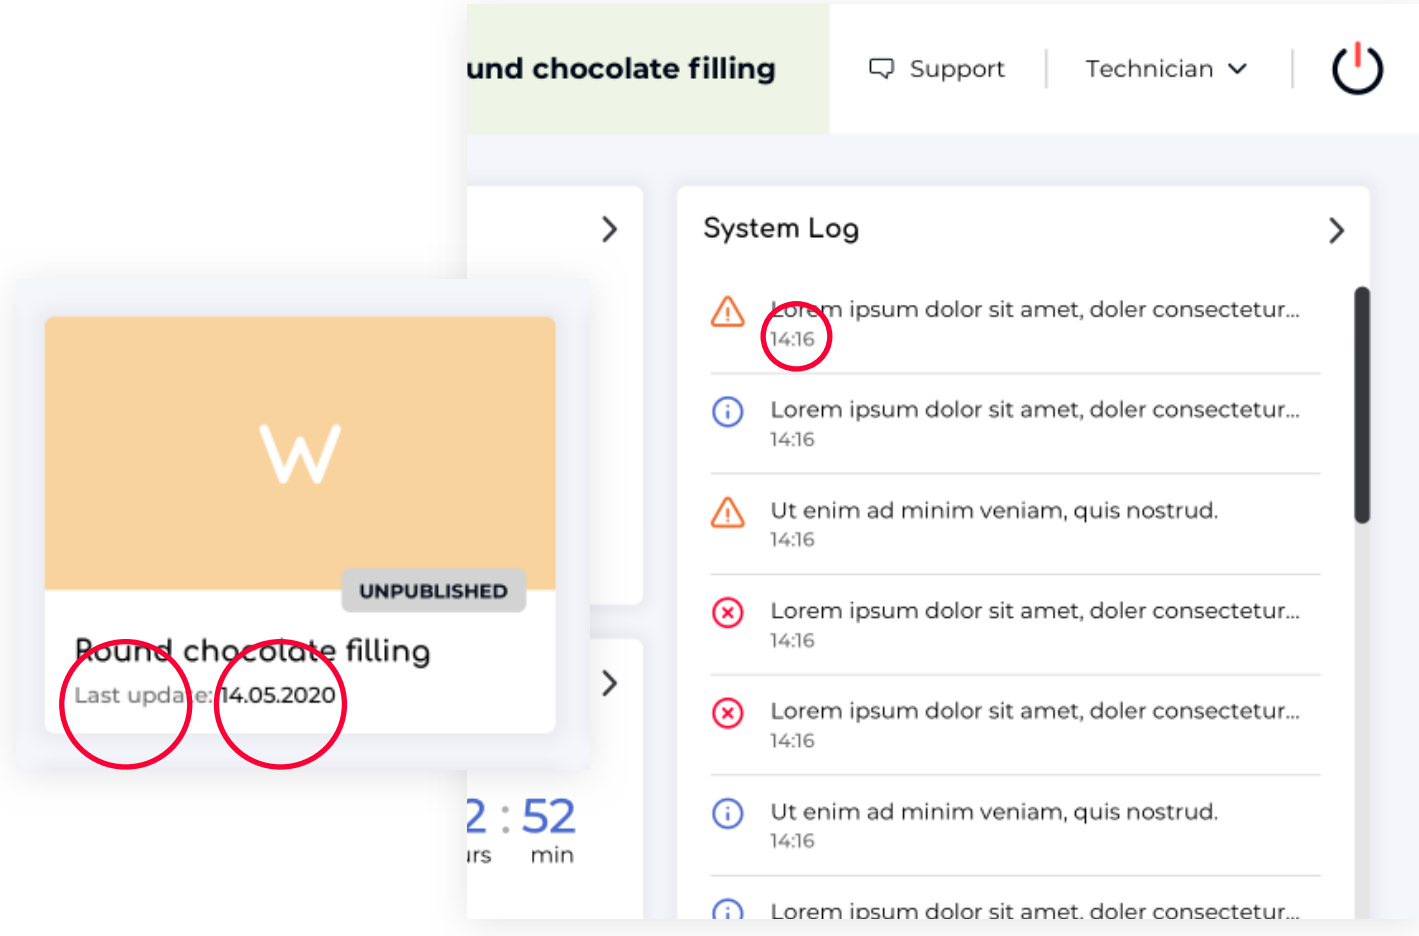 und chocolate filling
Support
Technician
System Log
Lorem ipsum dolor sit amet, doler consectetur...
14:16
Lorem ipsum dolor sit amet, doler consectetur...
14:16
Ut enim ad minim veniam, quis nostrud.
14:16
Lorem ipsum dolor sit amet, doler consectetur...
14:16
Lorem ipsum dolor sit amet, doler consectetur...
14:16
Ut enim ad minim veniam, quis nostrud.
14:16
Lorem ipsum dolor sit amet, doler consectetur...
W
UNPUBLISHED
Round chocolate filling
Last update: 14.05.2020
2 : 52
urs min